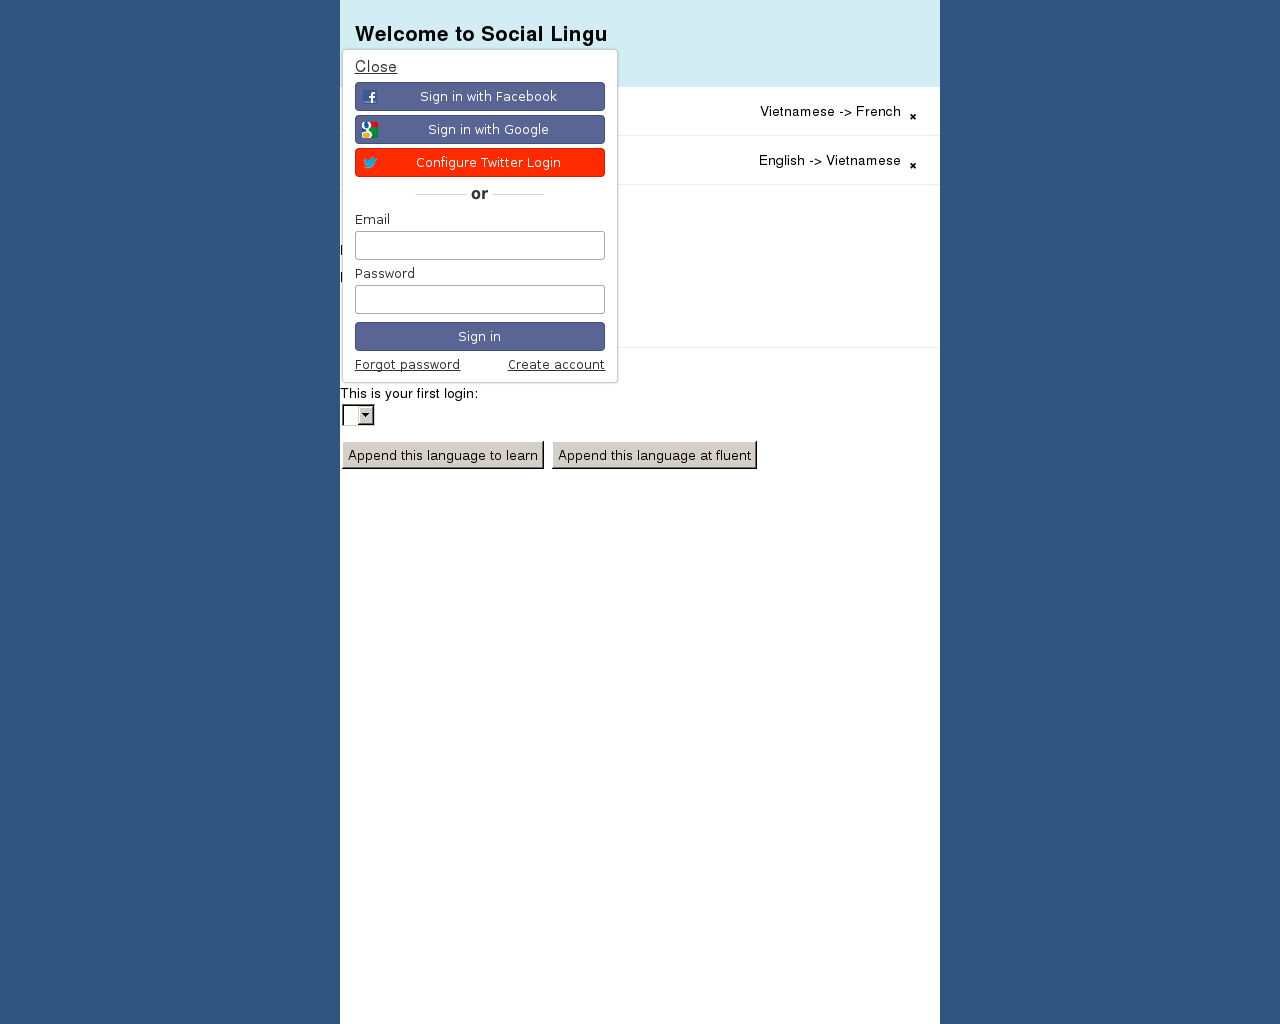 Welcome to Social Lingu
Close
Sign in with Facebook
Sign in with Google
Configure Twitter Login
or
Email
Password
Sign in
Forgot password Create account
Vietnamese -> French ×
English -> Vietnamese ×
This is your first login:
Append this language to learn Append this language at fluent